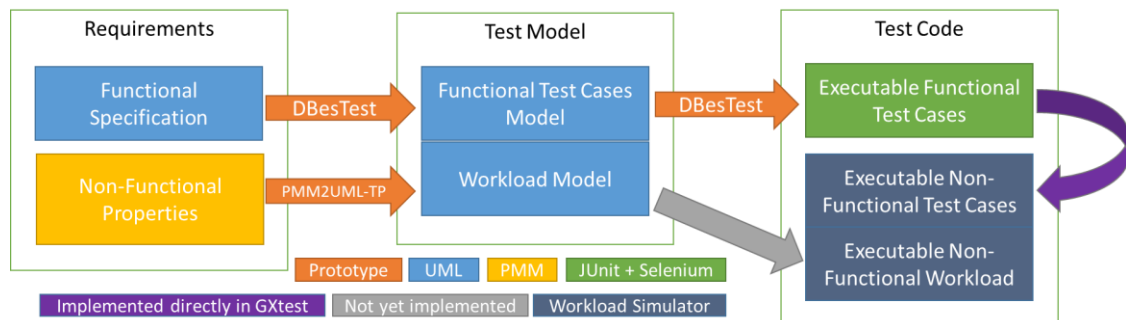 Requirements
Test Model
Test Code
Functional
Specification
DBesTest
Functional Test Cases
Model
DBesTest
Executable Functional
Test Cases
Non-Functional
Properties
PMM2UML-TP
Workload Model
Executable Non-
Functional Test Cases
Executable Non-
Functional Workload
Prototype
UML
PMM
JUnit + Selenium
Implemented directly in GXtest
Not yet implemented
Workload Simulator